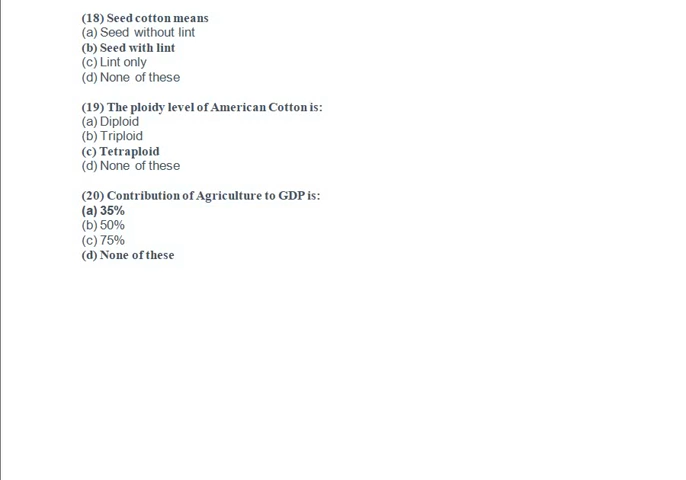 (18) Seed cotton means
(a) Seed without lint
(b) Seed with lint
(c) Lint only
(d) None of these
(19) The ploidy level of American Cotton is:
(a) Diploid
(b) Triploid
(c) Tetraploid
(d) None of these
(20) Contribution of Agriculture to GDP is:
(a) 35%
(b) 50%
(c) 75%
(d) None of these